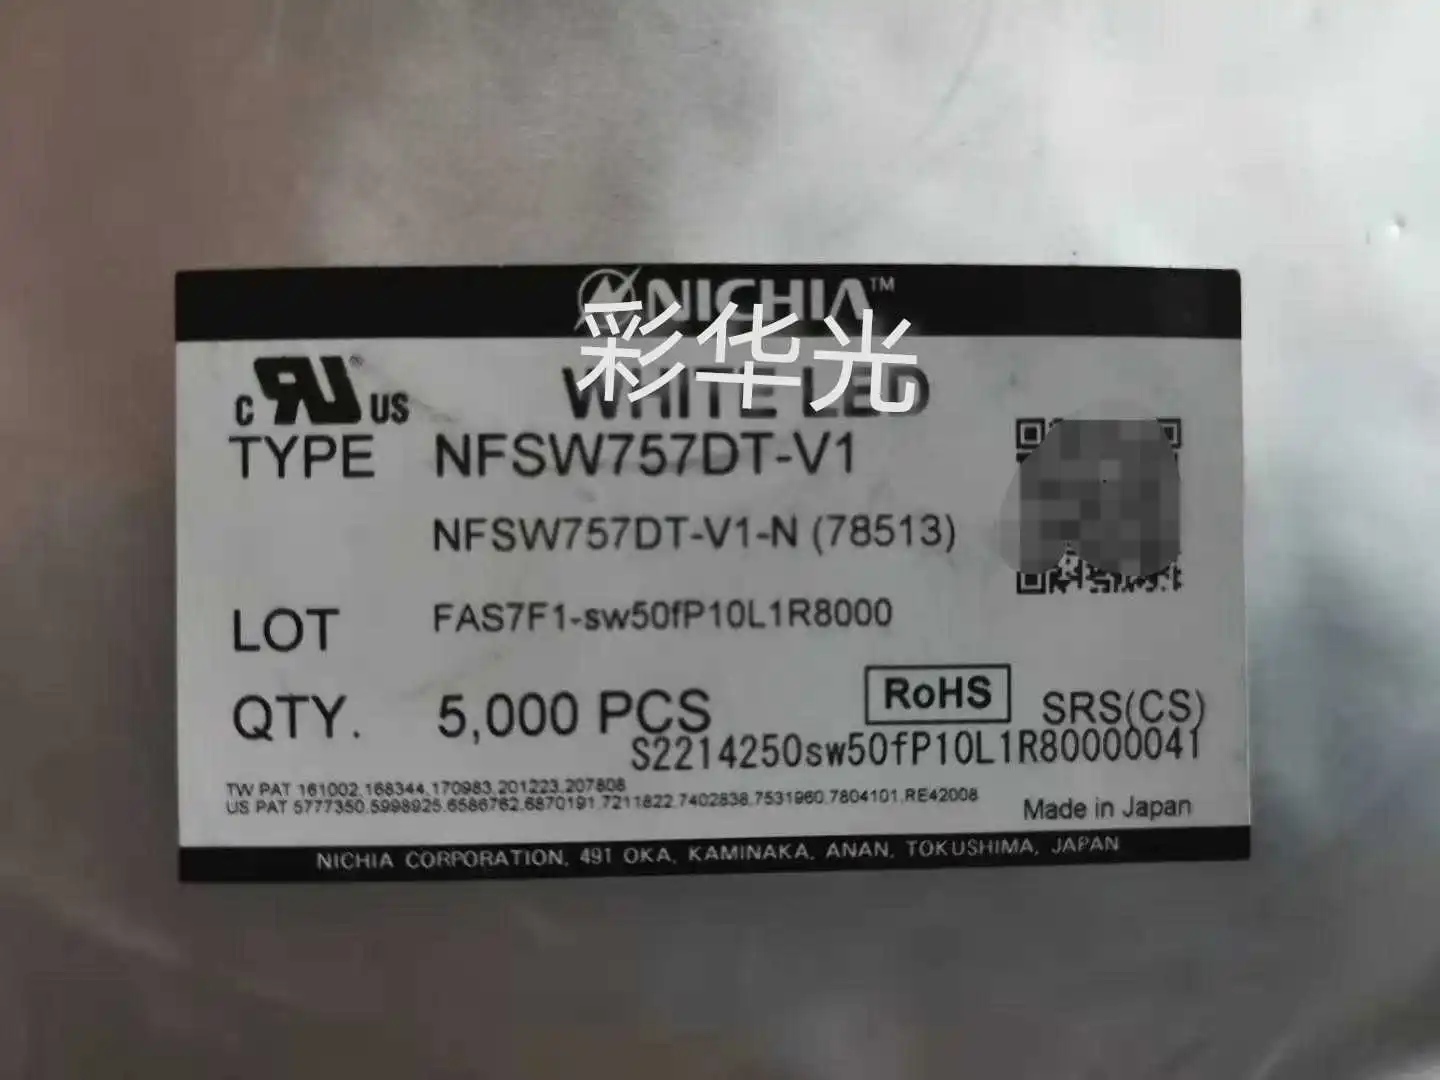 NICHIA™
彩华光
WHITE LED
c RU® US
TYPE NFSW757DT-V1
NFSW757DT-V1-N (78513)
LOT FAS7F1-sw50fP10L1R8000
QTY. 5,000 PCS RoHS SRS(CS)
S2214250sw50fP10L1R80000041
TW PAT 161002,168344,170983,201223,207808
US PAT 5777350,5998925,6586762,6870191,7211822,7402838,7531960,7804101,RE42008
Made in Japan
NICHIA CORPORATION, 491 OKA, KAMINAKA, ANAN, TOKUSHIMA, JAPAN